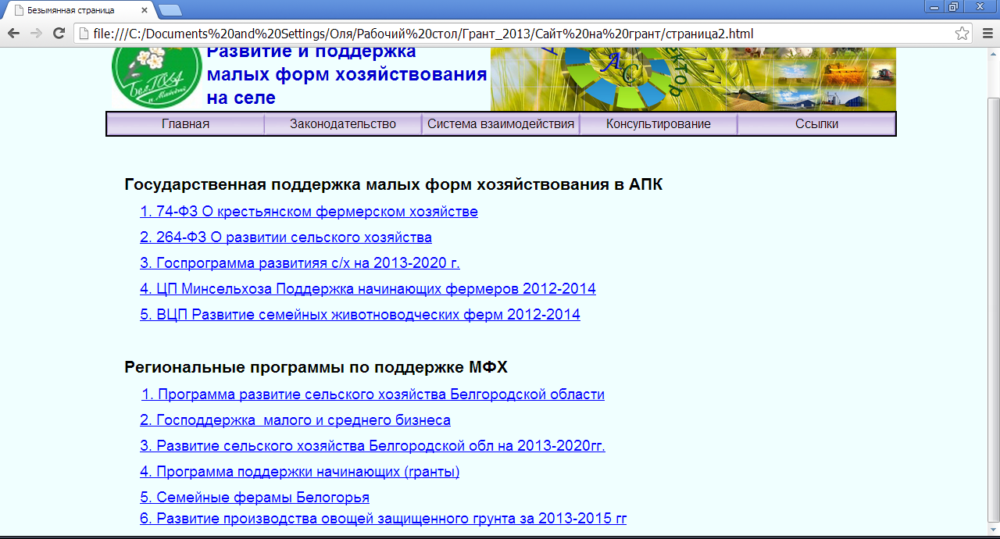 Безымянная страница
file:///C:/Documents%20and%20Settings/Оля/Рабочий%20стол/Грант_2013/Сайт%20на%20грант/страница2.html
БелГСХА
п. Майский
Развитие и поддержка
малых форм хозяйствования
на селе
А С
Главная Законодательство Система взаимодействия Консультирование Ссылки
Государственная поддержка малых форм хозяйствования в АПК
1. 74-ФЗ О крестьянском фермерском хозяйстве
2. 264-ФЗ О развитии сельского хозяйства
3. Госпрограмма развитияя с/х на 2013-2020 г.
4. ЦП Минсельхоза Поддержка начинающих фермеров 2012-2014
5. ВЦП Развитие семейных животноводческих ферм 2012-2014
Региональные программы по поддержке МФХ
1. Программа развитие сельского хозяйства Белгородской области
2. Господдержка  малого и среднего бизнеса
3. Развитие сельского хозяйства Белгородской обл на 2013-2020гг.
4. Программа поддержки начинающих (гранты)
5. Семейные ферамы Белогорья
6. Развитие производства овощей защищенного грунта за 2013-2015 гг